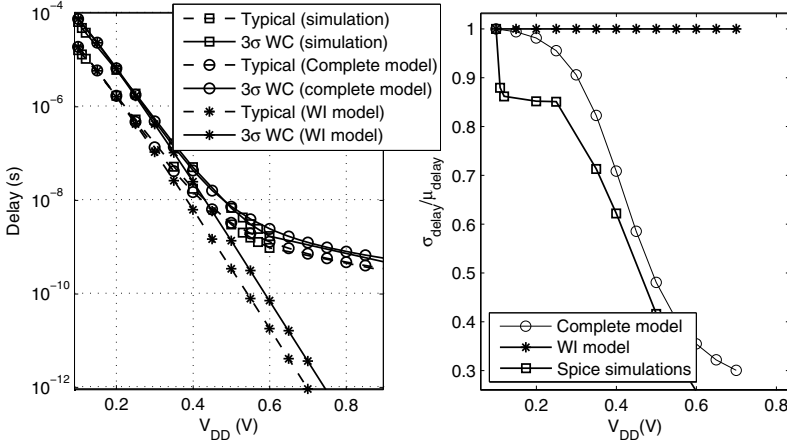 10⁻⁴
10⁻⁶
10⁻⁸
10⁻¹⁰
10⁻¹²
Delay (s)
0.2
0.4
0.6
0.8
V_DD (V)
Typical (simulation)
3σ WC (simulation)
Typical (Complete model)
3σ WC (complete model)
Typical (WI model)
3σ WC (WI model)
1
0.9
0.8
0.7
0.6
0.5
0.4
0.3
σ_delay/μ_delay
0.2
0.4
0.6
0.8
V_DD(V)
Complete model
WI model
Spice simulations